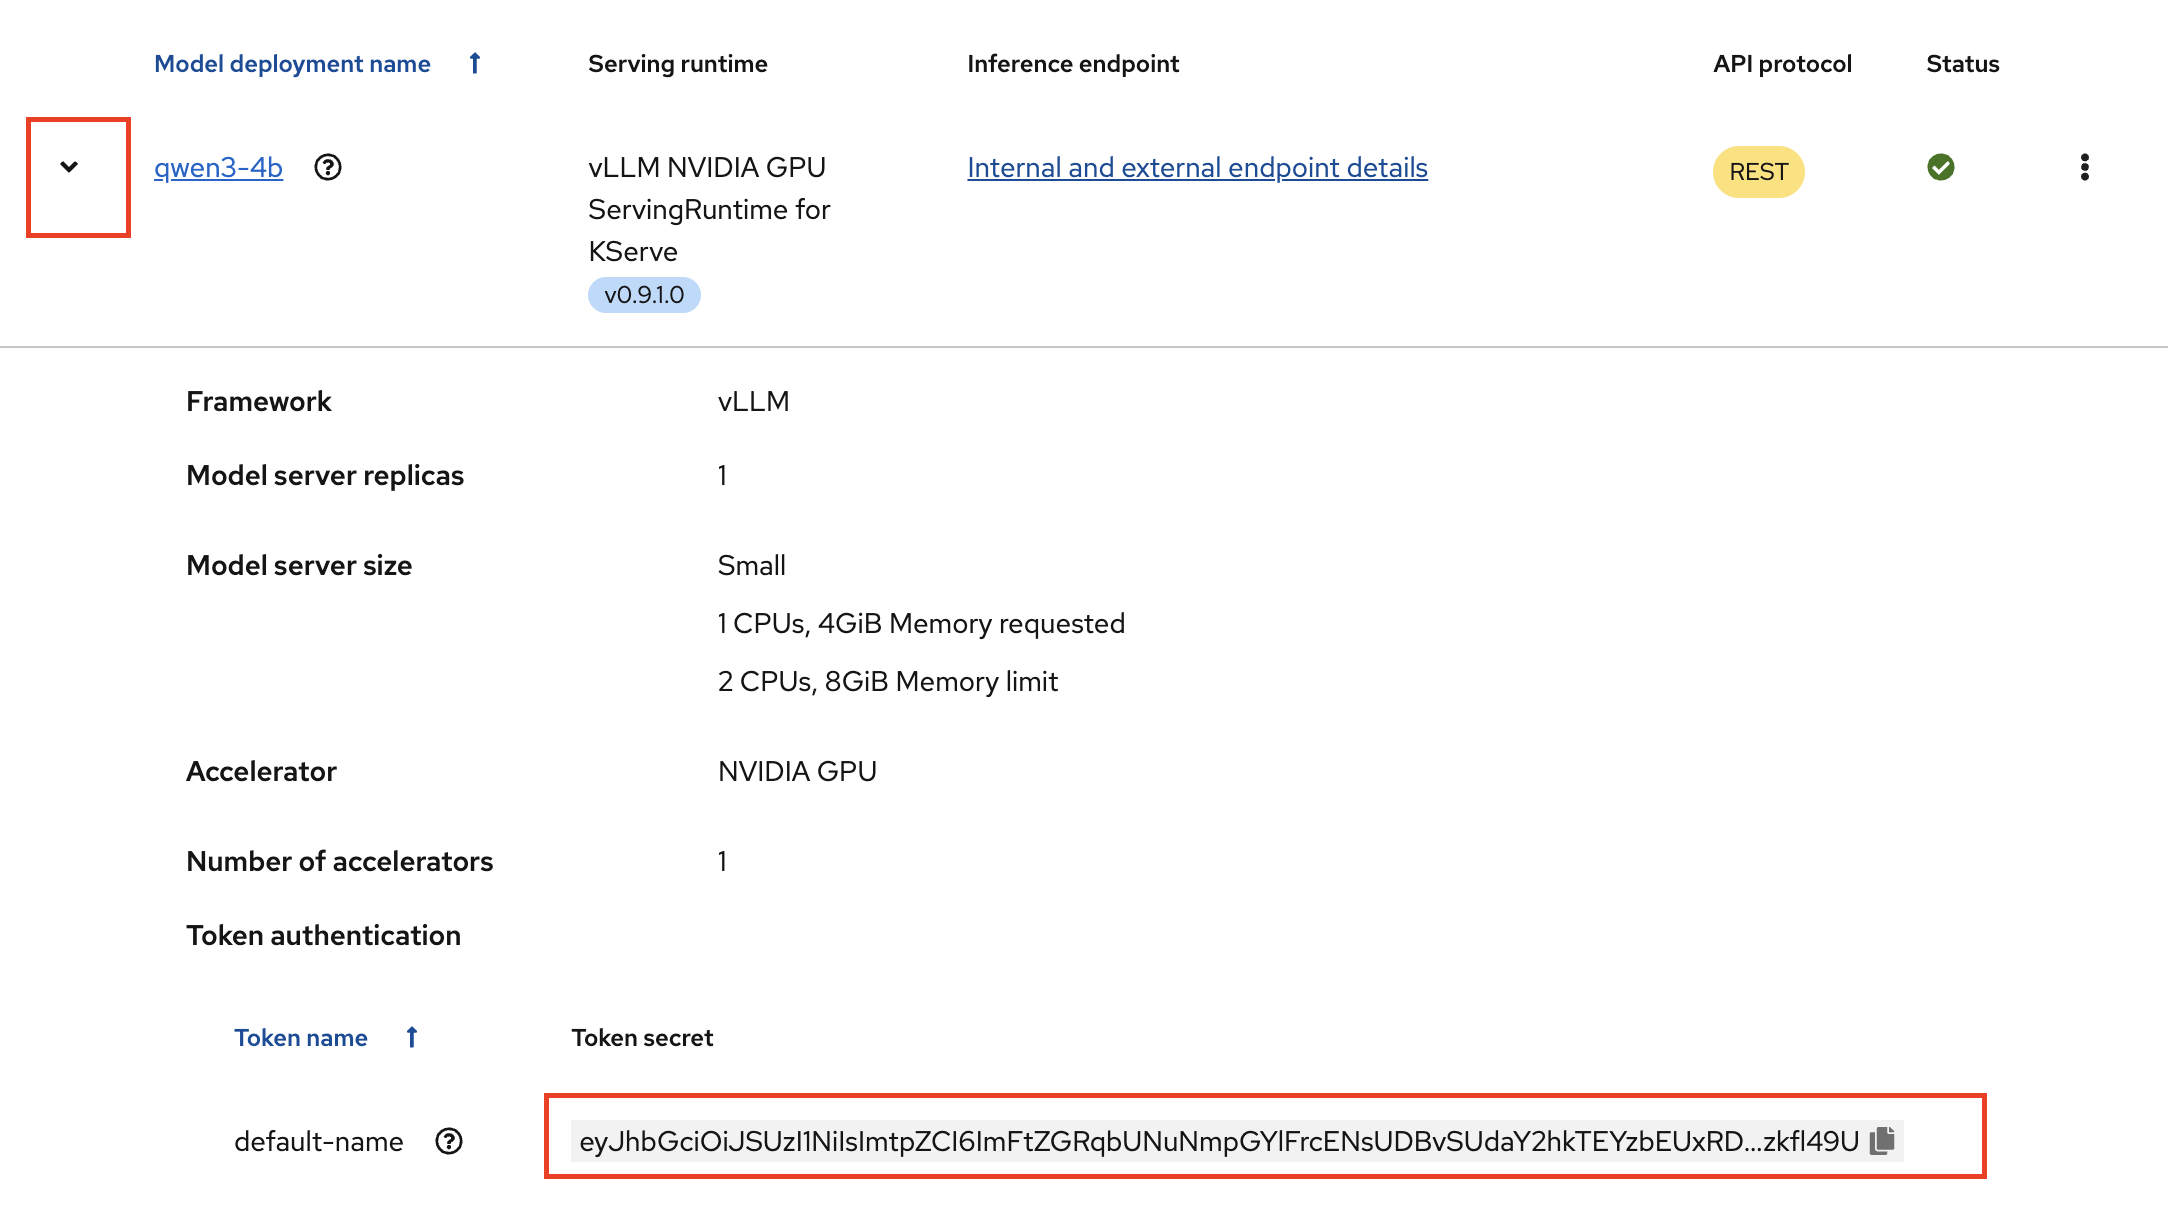 Model deployment name
Serving runtime
Inference endpoint
API protocol
Status
qwen3-4b
vLLM NVIDIA GPU
ServingRuntime for
KServe
v0.9.1.0
Internal and external endpoint details
REST
Framework
vLLM
Model server replicas
1
Model server size
Small
1 CPUs, 4GiB Memory requested
2 CPUs, 8GiB Memory limit
Accelerator
NVIDIA GPU
Number of accelerators
1
Token authentication
Token name
Token secret
default-name
eyJhbGciOiJSUzI1NiIsImtpZCI6ImFtZGRqbUNuNmpGYlFrcENsUDBvSUdaY2hkTEYzbEUxRD...zkfl49U